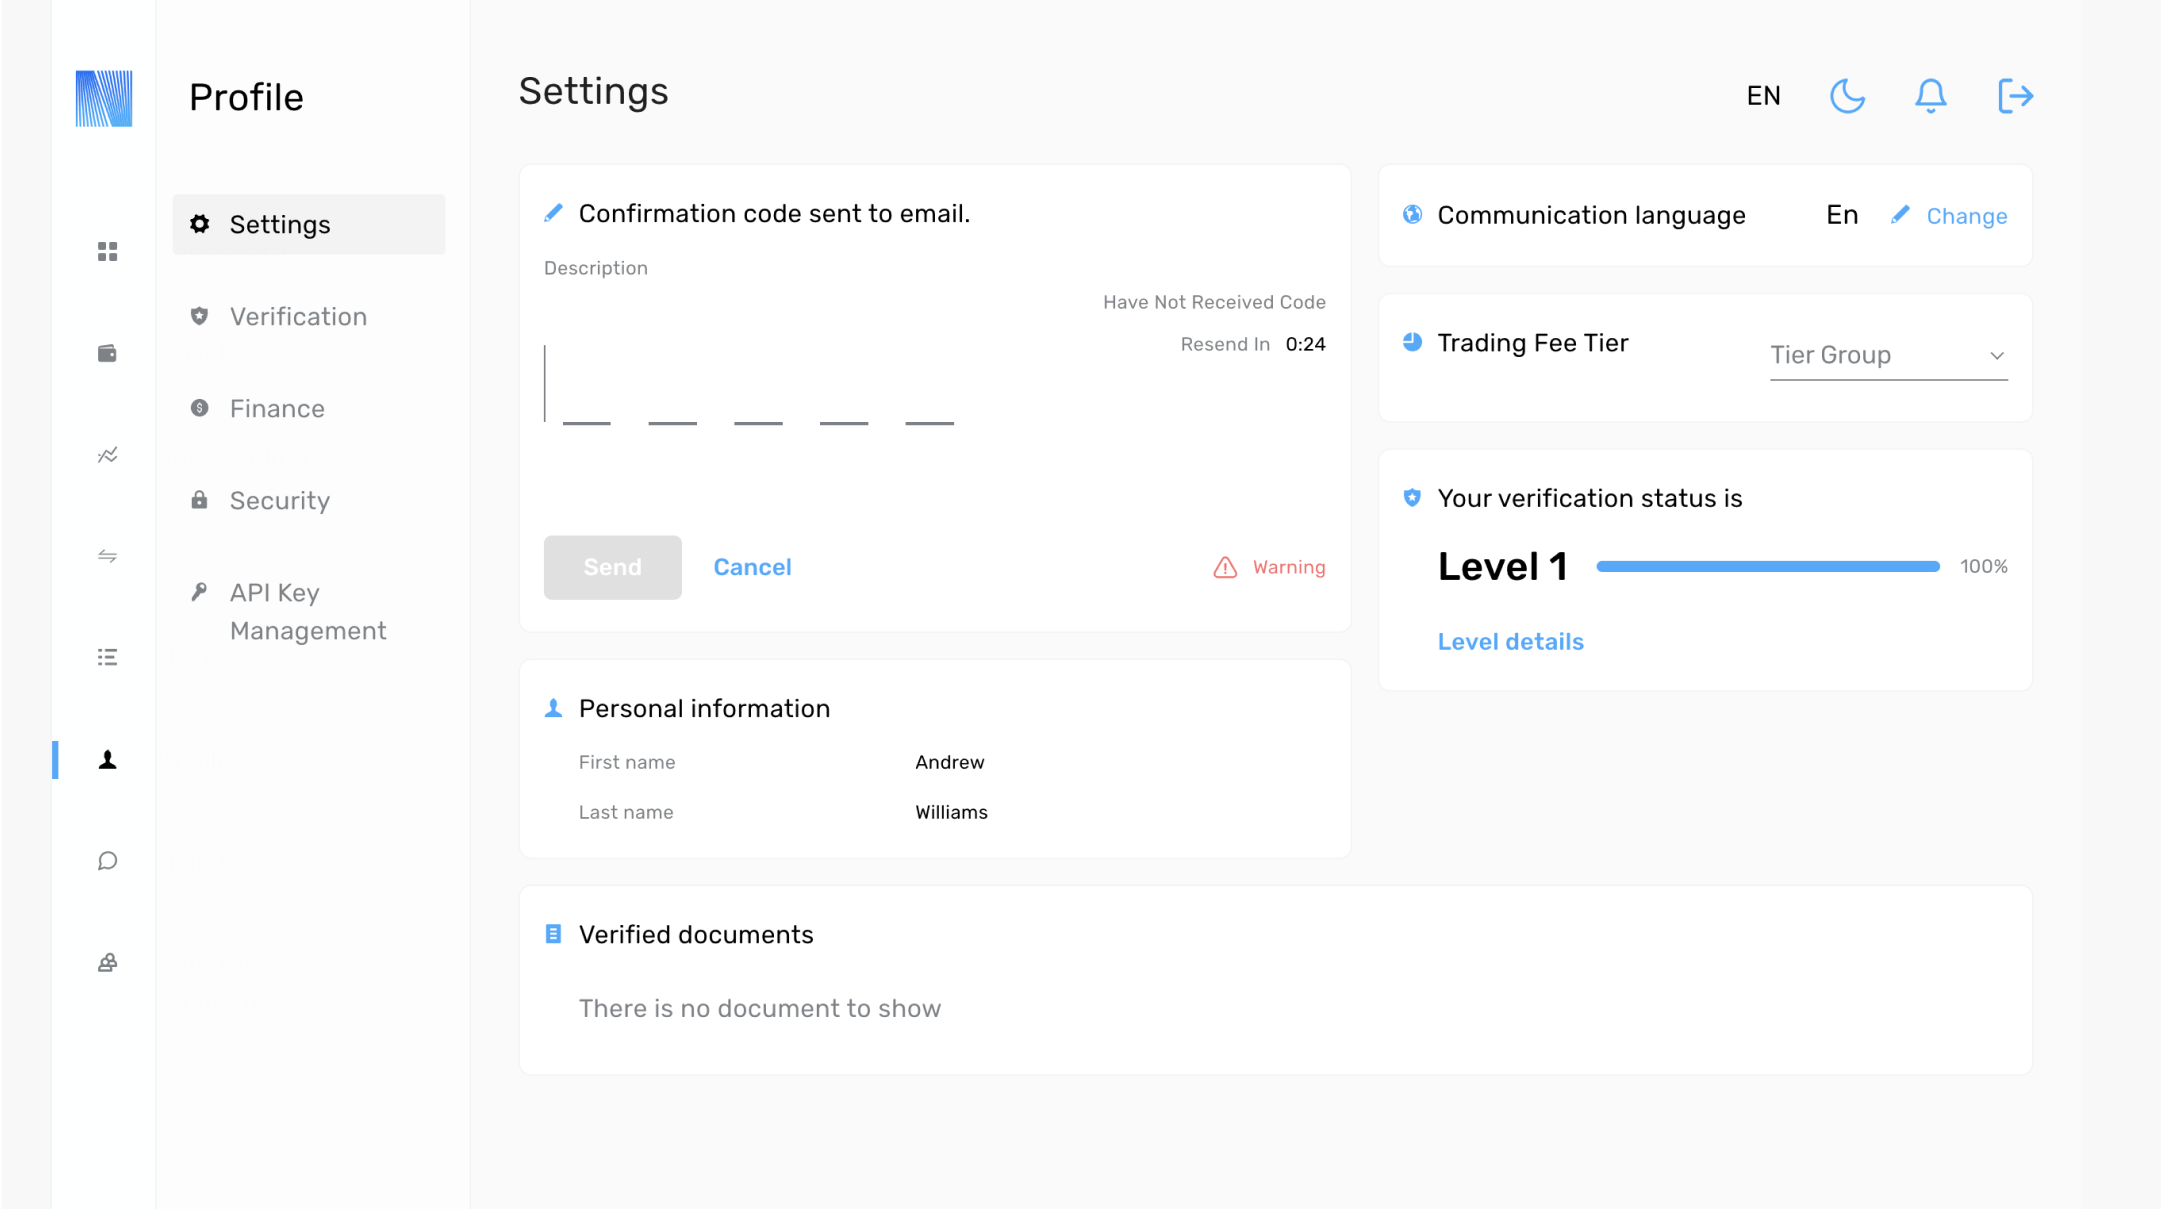 Profile
Settings
Verification
Finance
Security
API Key
Management
Settings
EN
Confirmation code sent to email.
Description
Have Not Received Code
Resend In 0:24
Send
Cancel
Warning
Personal information
First name Andrew
Last name Williams
Communication language En Change
Trading Fee Tier
Tier Group
Your verification status is
Level 1 100%
Level details
Verified documents
There is no document to show